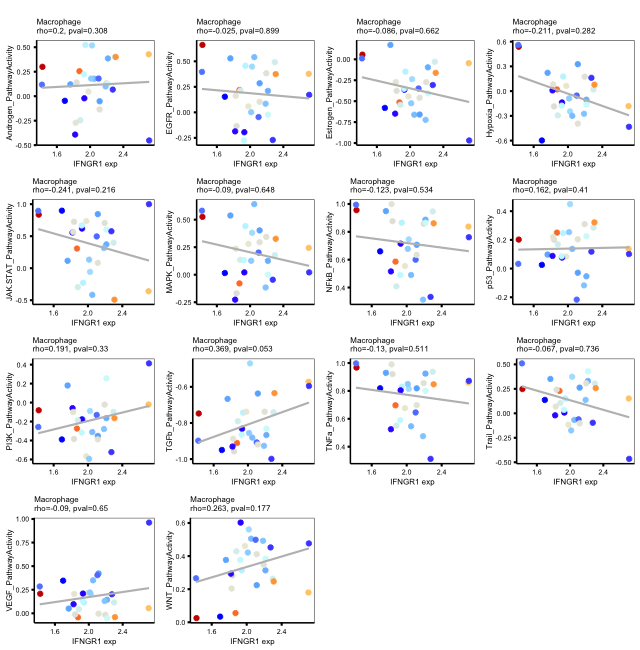 Macrophage
rho=0.2, pval=0.308
Androgen_PathwayActivity
0.50
0.25
0.00
-0.25
-0.50
1.6
2.0
2.4
IFNGR1 exp
Macrophage
rho=-0.025, pval=0.899
EGFR_PathwayActivity
0.50
0.25
0.00
-0.25
1.6
2.0
2.4
IFNGR1 exp
Macrophage
rho=-0.086, pval=0.662
Estrogen_PathwayActivity
0.00
-0.25
-0.50
-0.75
-1.00
1.6
2.0
2.4
IFNGR1 exp
Macrophage
rho=-0.211, pval=0.282
Hypoxia_PathwayActivity
0.6
0.3
0.0
-0.3
-0.6
1.6
2.0
2.4
IFNGR1 exp
Macrophage
rho=-0.241, pval=0.216
JAK-STAT_PathwayActivity
1.0
0.5
0.0
-0.5
1.6
2.0
2.4
IFNGR1 exp
Macrophage
rho=-0.09, pval=0.648
MAPK_PathwayActivity
0.50
0.25
0.00
-0.25
1.6
2.0
2.4
IFNGR1 exp
Macrophage
rho=-0.123, pval=0.534
NFkB_PathwayActivity
1.0
0.8
0.6
0.4
1.6
2.0
2.4
IFNGR1 exp
Macrophage
rho=0.162, pval=0.41
p53_PathwayActivity
0.4
0.2
0.0
-0.2
1.6
2.0
2.4
IFNGR1 exp
Macrophage
rho=0.191, pval=0.33
PI3K_PathwayActivity
0.4
0.2
0.0
-0.2
-0.4
-0.6
1.6
2.0
2.4
IFNGR1 exp
Macrophage
rho=0.369, pval=0.053
TGFb_PathwayActivity
-0.6
-0.8
-1.0
1.6
2.0
2.4
IFNGR1 exp
Macrophage
rho=-0.13, pval=0.511
TNFa_PathwayActivity
1.0
0.8
0.6
0.4
1.6
2.0
2.4
IFNGR1 exp
Macrophage
rho=-0.067, pval=0.736
Trail_PathwayActivity
0.50
0.25
0.00
-0.25
-0.50
1.6
2.0
2.4
IFNGR1 exp
Macrophage
rho=-0.09, pval=0.65
VEGF_PathwayActivity
1.00
0.75
0.50
0.25
0.00
1.6
2.0
2.4
IFNGR1 exp
Macrophage
rho=0.263, pval=0.177
WNT_PathwayActivity
0.6
0.4
0.2
0.0
1.6
2.0
2.4
IFNGR1 exp